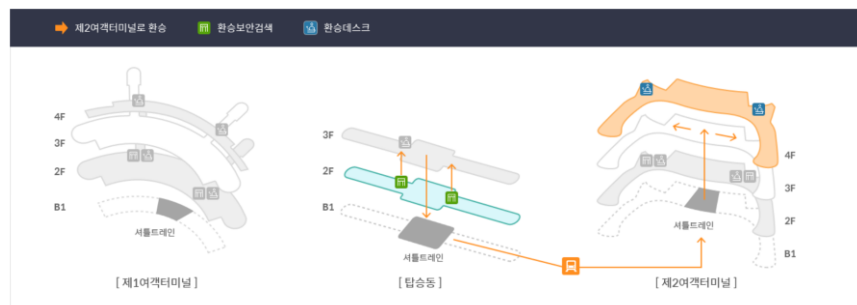 제2여객터미널로 환승 환승보안검색 환승데스크
4F
3F
2F
B1
셔틀트레인
[ 제1여객터미널 ]
3F
2F
B1
셔틀트레인
[ 탑승동 ]
4F
3F
2F
B1
셔틀트레인
[ 제2여객터미널 ]